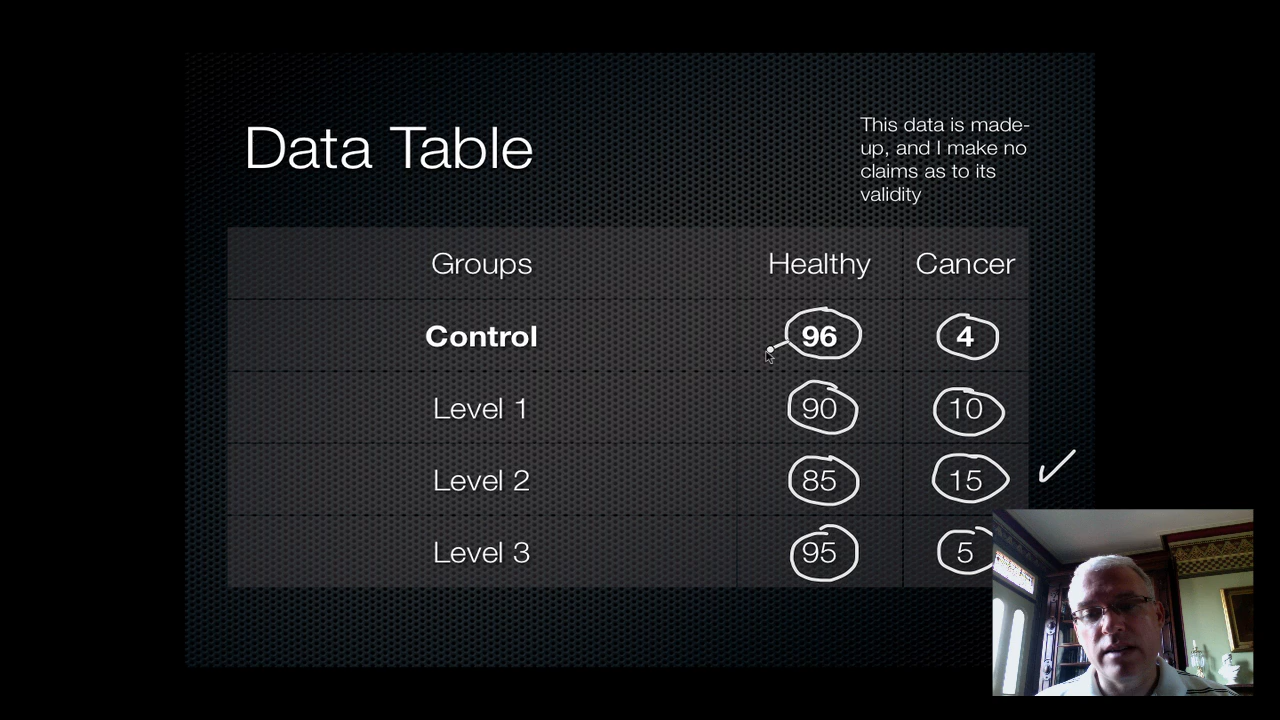 Data Table
This data is made-
up, and I make no
claims as to its
validity
Groups Healthy Cancer
Control 96 4
Level 1 90 10
Level 2 85 15
Level 3 95 5